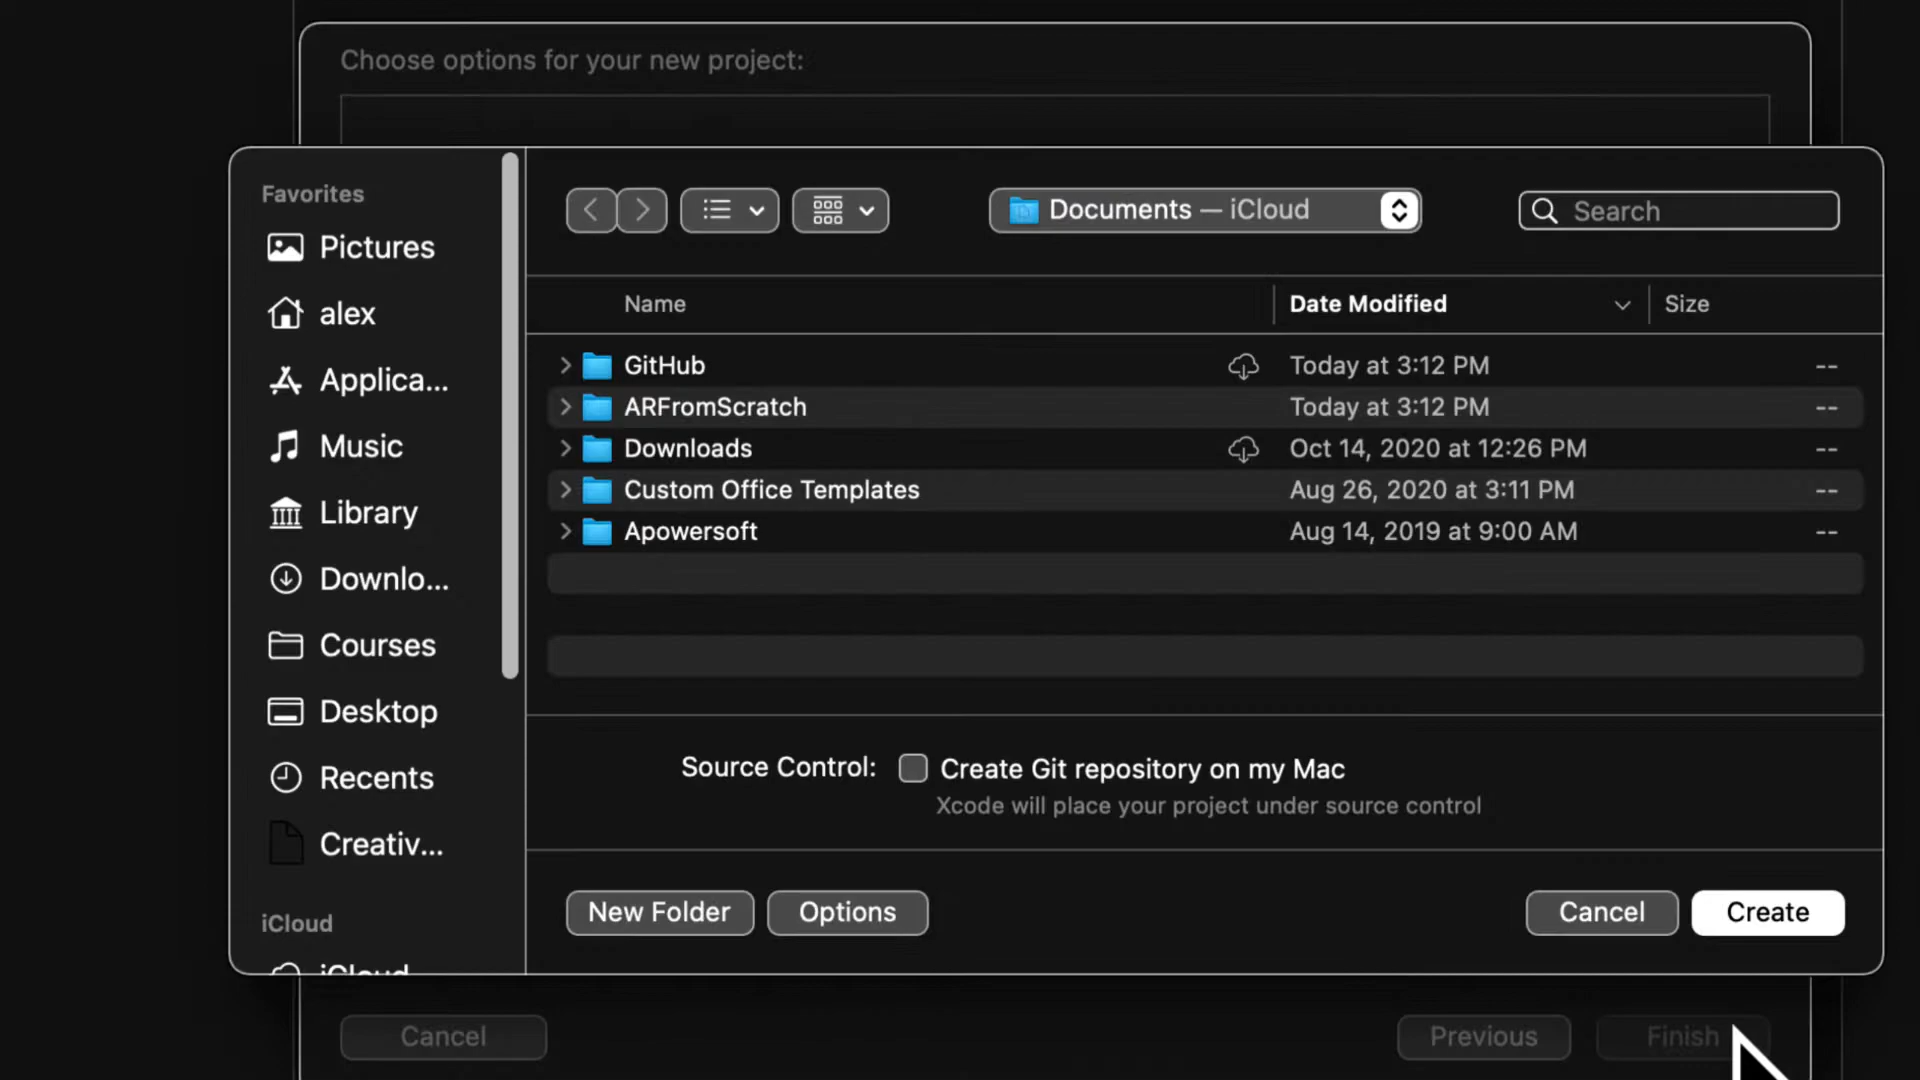 Choose options for your new project:
Favorites
Pictures
alex
Applica...
Music
Library
Downlo...
Courses
Desktop
Recents
Creativ...
iCloud
iCloud
Documents — iCloud
Search
Name Date Modified Size
GitHub Today at 3:12 PM --
ARFromScratch Today at 3:12 PM --
Downloads Oct 14, 2020 at 12:26 PM --
Custom Office Templates Aug 26, 2020 at 3:11 PM --
Apowersoft Aug 14, 2019 at 9:00 AM --
Source Control: Create Git repository on my Mac
Xcode will place your project under source control
New Folder Options Cancel Create
Cancel Previous Finish